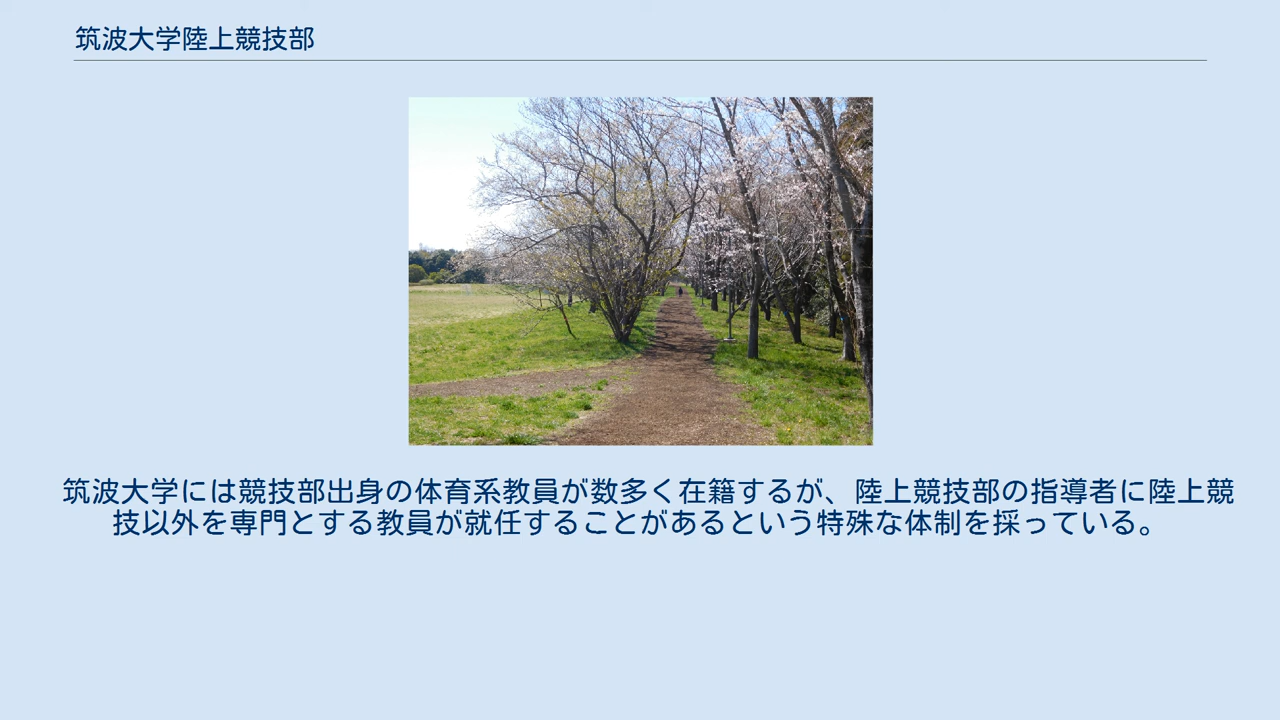 筑波大学陸上競技部
筑波大学には競技部出身の体育系教員が数多く在籍するが、陸上競技部の指導者に陸上競
技以外を専門とする教員が就任することがあるという特殊な体制を採っている。